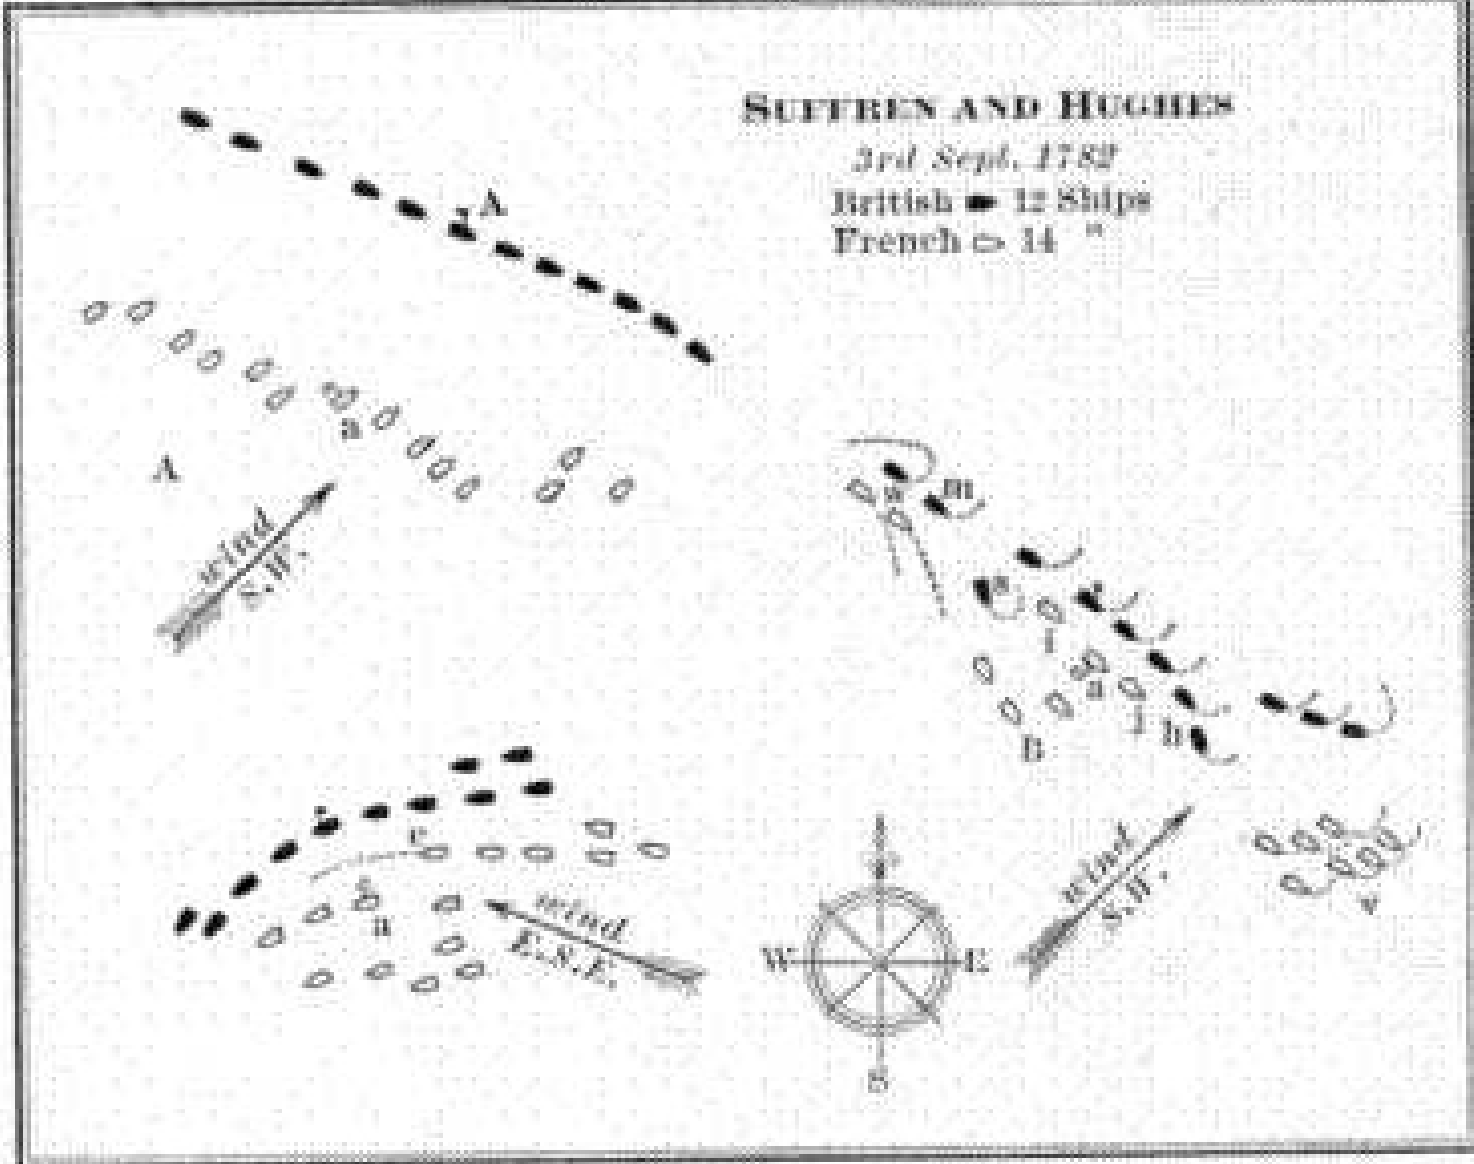 SUFFREN AND HUGHES
3rd Sept. 1782
British 12 Ships
French 14 "
A
a
A
wind
S.W.
m
a
B
h
wind
S.W.
c
a
wind
E.S.E.
W
E
S